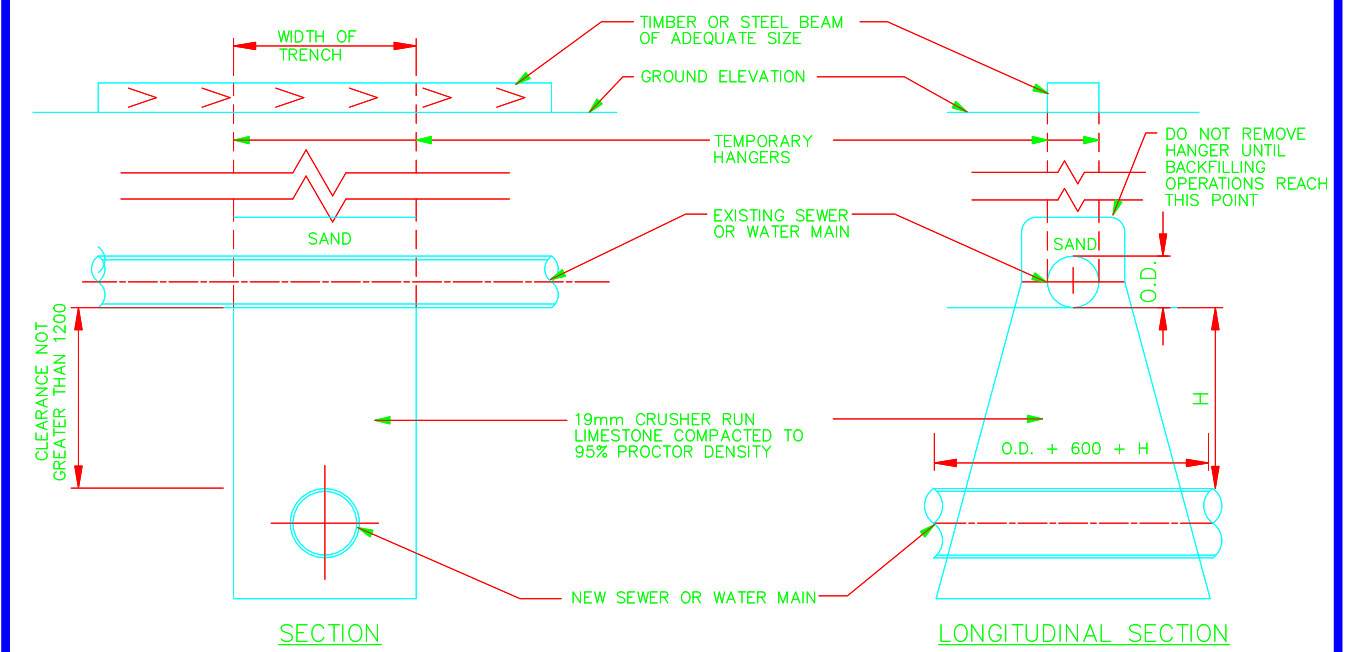 WIDTH OF
TRENCH
TIMBER OR STEEL BEAM
OF ADEQUATE SIZE
GROUND ELEVATION
TEMPORARY
HANGERS
DO NOT REMOVE
HANGER UNTIL
BACKFILLING
OPERATIONS REACH
THIS POINT
EXISTING SEWER
OR WATER MAIN
SAND
SAND
O.D.
CLEARANCE NOT
GREATER THAN 1200
H
19mm CRUSHER RUN
LIMESTONE COMPACTED TO
95% PROCTOR DENSITY
O.D. + 600 + H
NEW SEWER OR WATER MAIN
SECTION
LONGITUDINAL SECTION